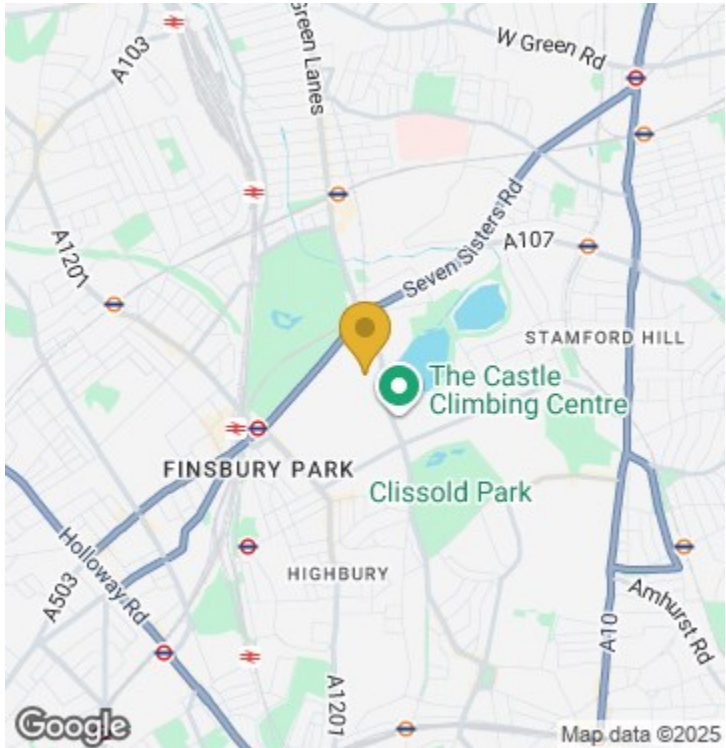 A103
Green Lanes
W Green Rd
A1201
Seven Sisters Rd
A107
STAMFORD HILL
The Castle
Climbing Centre
FINSBURY PARK
Clissold Park
Holloway Rd
A503
HIGHBURY
A10
Amhurst Rd
A1201
Google
Map data ©2025